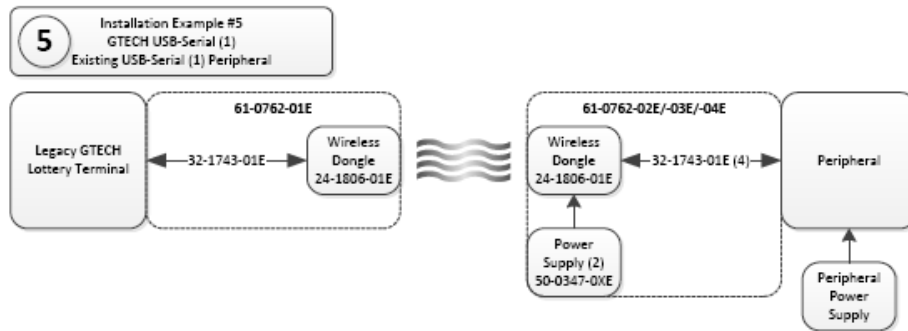 5
Installation Example #5
GTECH USB-Serial (1)
Existing USB-Serial (1) Peripheral
61-0762-01E
61-0762-02E/-03E/-04E
Legacy GTECH
Lottery Terminal
32-1743-01E
Wireless
Dongle
24-1806-01E
Wireless
Dongle
24-1806-01E
32-1743-01E (4)
Peripheral
Power
Supply (2)
50-0347-0XE
Peripheral
Power
Supply